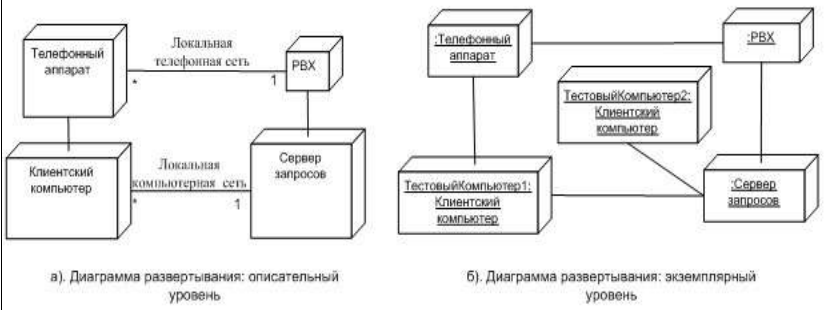 Телефонный
аппарат
Локальная
телефонная сеть
PBX
*
1
Клиентский
компьютер
Локальная
компьютерная сеть
*
1
Сервер
запросов
а). Диаграмма развертывания: описательный
уровень
:Телефонный
аппарат
:PBX
ТестовыйКомпьютер2:
Клиентский
компьютер
ТестовыйКомпьютер1:
Клиентский
компьютер
:Сервер
запросов
б). Диаграмма развертывания: экземплярный
уровень